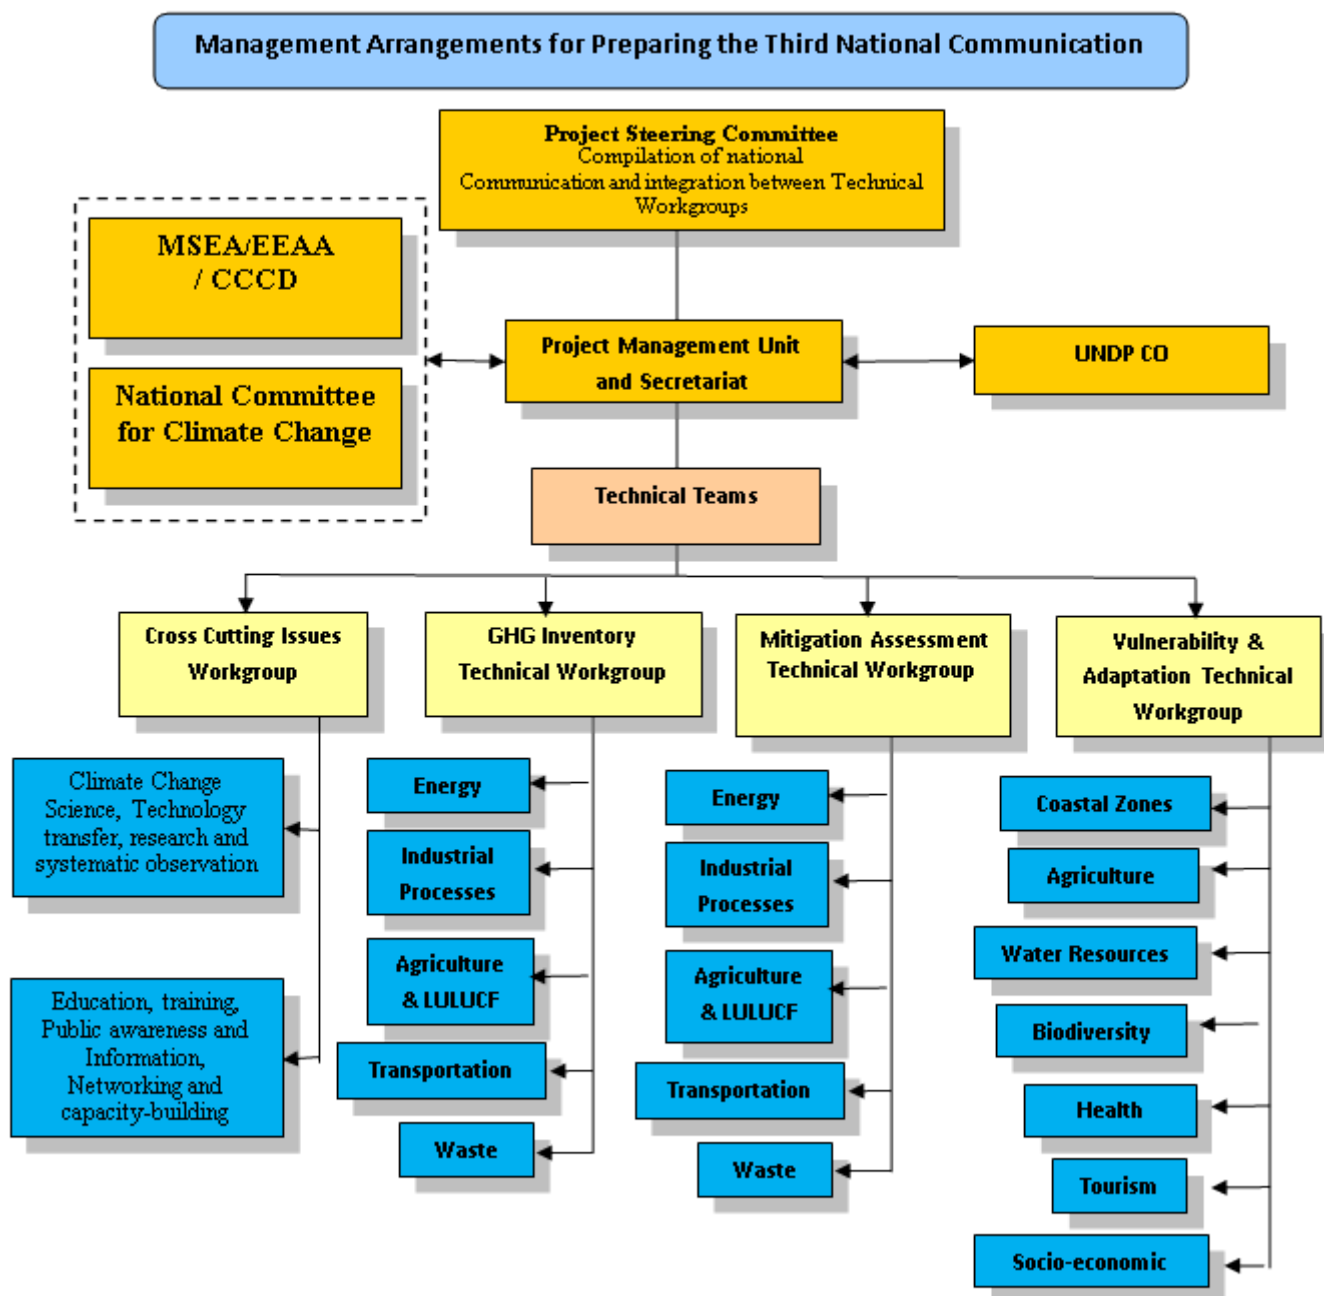 Management Arrangements for Preparing the Third National Communication
Project Steering Committee
Compilation of national
Communication and integration between Technical
Workgroups
MSEA/EEAA
/ CCCD
National Committee
for Climate Change
Project Management Unit
and Secretariat
UNDP CO
Technical Teams
Cross Cutting Issues
Workgroup
GHG Inventory
Technical Workgroup
Mitigation Assessment
Technical Workgroup
Vulnerability &
Adaptation Technical
Workgroup
Climate Change
Science, Technology
transfer, research and
systematic observation
Education, training,
Public awareness and
Information,
Networking and
capacity-building
Energy
Industrial
Processes
Agriculture
& LULUCF
Transportation
Waste
Energy
Industrial
Processes
Agriculture
& LULUCF
Transportation
Waste
Coastal Zones
Agriculture
Water Resources
Biodiversity
Health
Tourism
Socio-economic